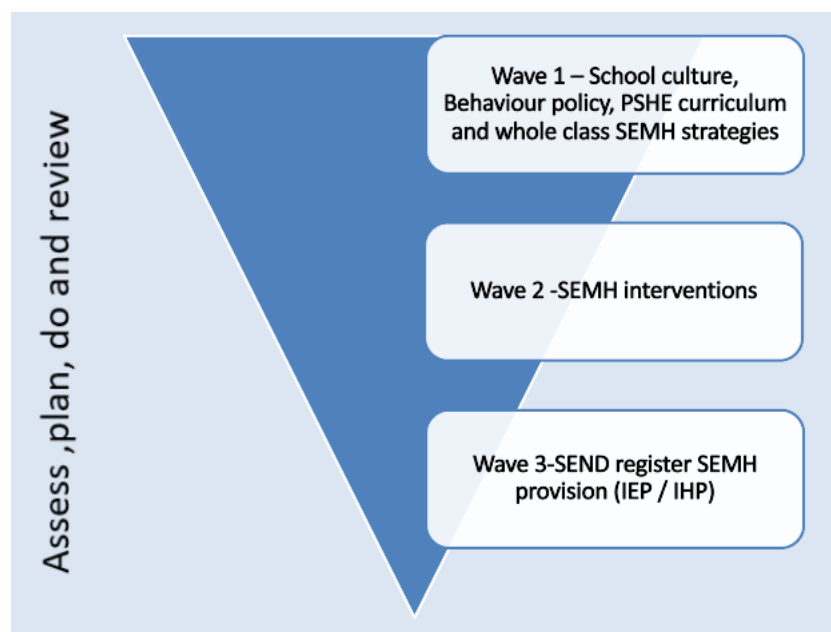 Assess ,plan, do and review
Wave 1 – School culture,
Behaviour policy, PSHE curriculum
and whole class SEMH strategies
Wave 2 -SEMH interventions
Wave 3-SEND register SEMH
provision (IEP / IHP)